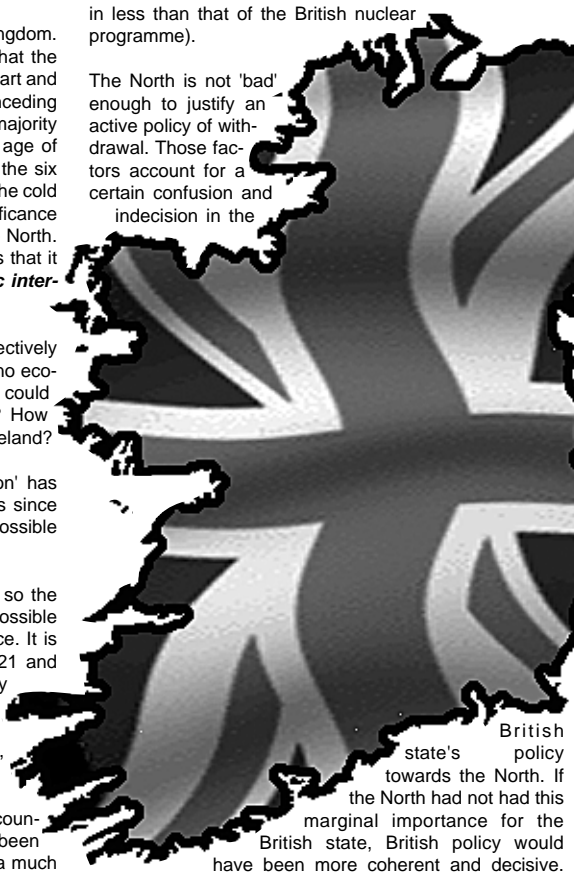 ngdom.
hat the
art and
nceding
majority
age of
the six
he cold
ficance
North.
s that it
c inter-
ectively
no eco-
could
' How
eland?
on' has
s since
ossible
so the
ossible
ce. It is
21 and
y
,
coun-
been
a much
in less than that of the British nuclear
programme).
The North is not 'bad'
enough to justify an
active policy of with-
drawal. Those fac-
tors account for a
certain confusion and
indecision in the
British
state's policy
towards the North. If
the North had not had this
marginal importance for the
British state, British policy would
have been more coherent and decisive.